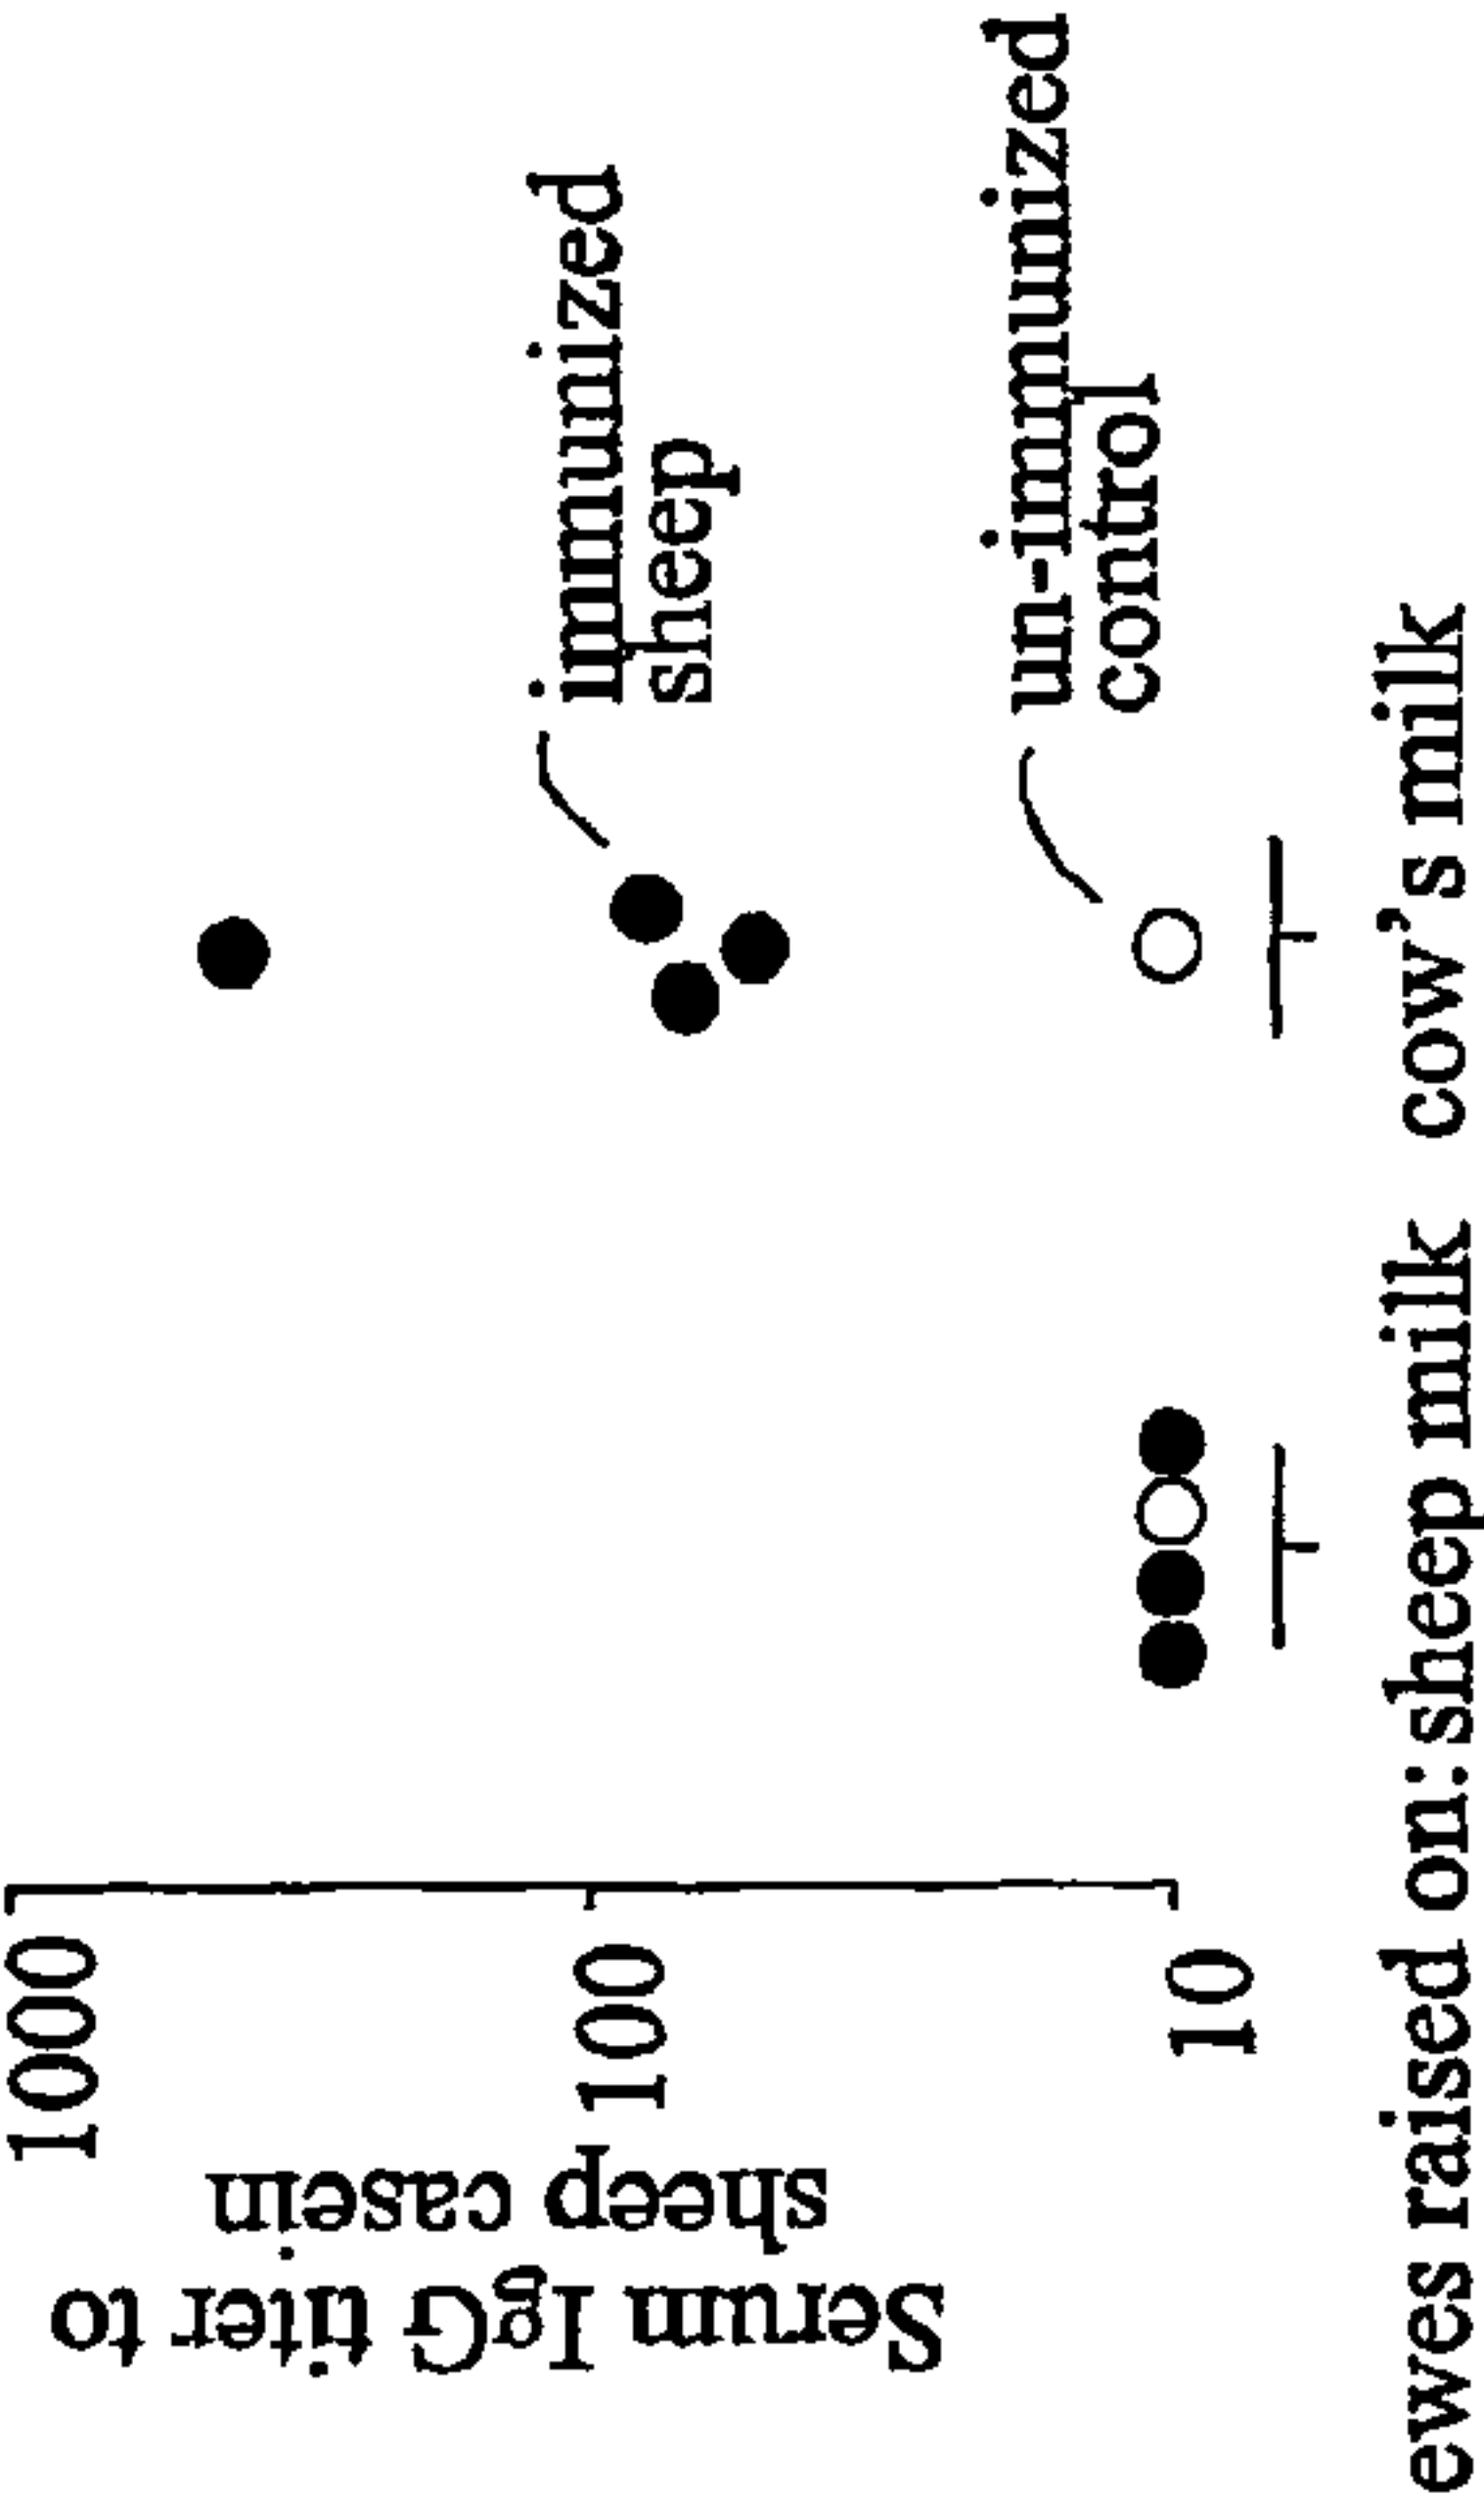 Serum IgG titer to
sheep casein
1000
100
10
immunized
sheep
un-immunized
control
ewes raised on: sheep milk cow's milk